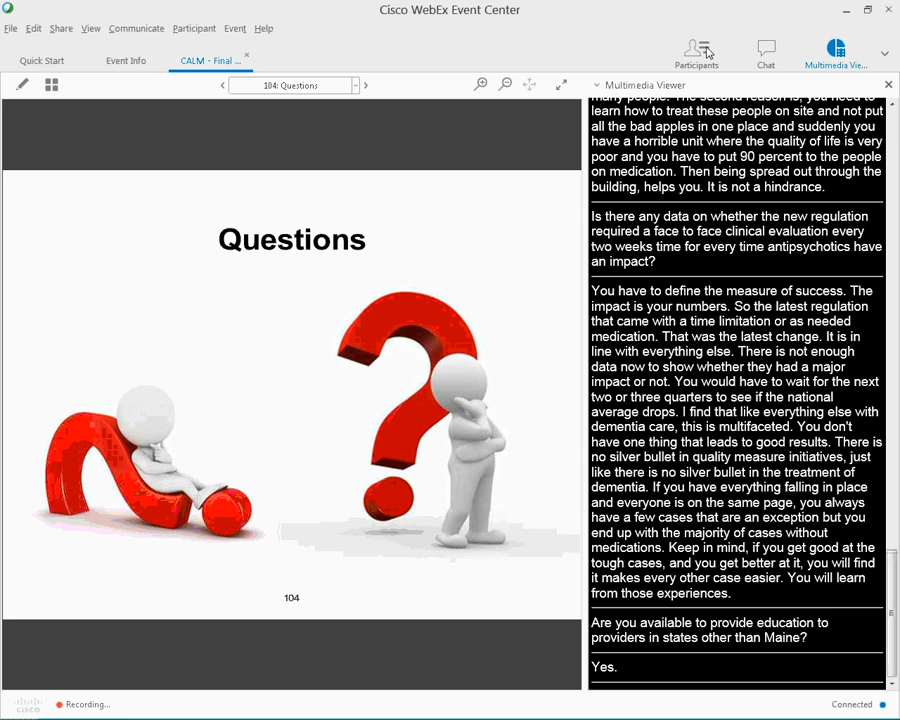 Cisco WebEx Event Center
File Edit Share View Communicate Participant Event Help
Quick Start Event Info CALM - Final ...
Participants Chat Multimedia Vie...
104: Questions
Multimedia Viewer
Questions
104
many people. The second reason is, you need to
learn how to treat these people on site and not put
all the bad apples in one place and suddenly you
have a horrible unit where the quality of life is very
poor and you have to put 90 percent to the people
on medication. Then being spread out through the
building, helps you. It is not a hindrance.
Is there any data on whether the new regulation
required a face to face clinical evaluation every
two weeks time for every time antipsychotics have
an impact?
You have to define the measure of success. The
impact is your numbers. So the latest regulation
that came with a time limitation or as needed
medication. That was the latest change. It is in
line with everything else. There is not enough
data now to show whether they had a major
impact or not. You would have to wait for the next
two or three quarters to see if the national
average drops. I find that like everything else with
dementia care, this is multifaceted. You don't
have one thing that leads to good results. There is
no silver bullet in quality measure initiatives, just
like there is no silver bullet in the treatment of
dementia. If you have everything falling in place
and everyone is on the same page, you always
have a few cases that are an exception but you
end up with the majority of cases without
medications. Keep in mind, if you get good at the
tough cases, and you get better at it, you will find
it makes every other case easier. You will learn
from those experiences.
Are you available to provide education to
providers in states other than Maine?
Yes.
cisco Recording... Connected